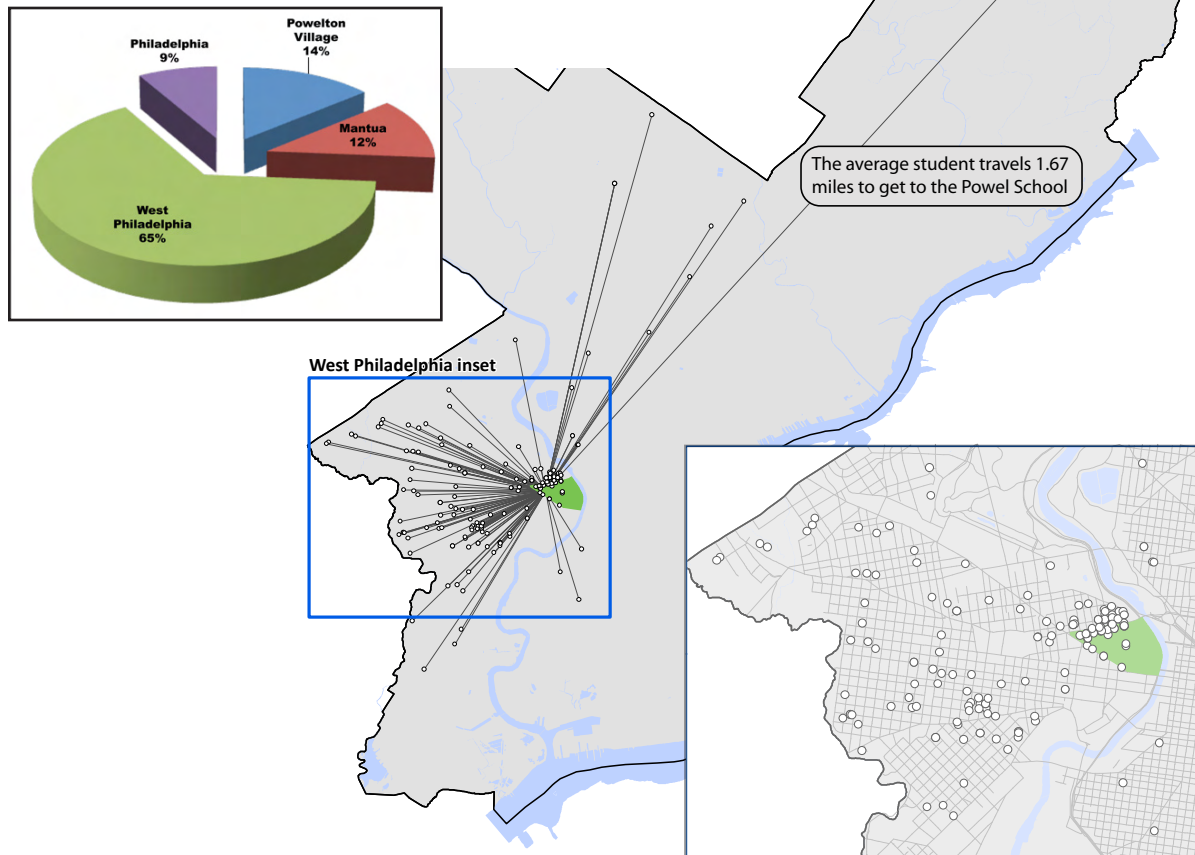 Philadelphia
9%
Powelton
Village
14%
Mantua
12%
West
Philadelphia
65%
The average student travels 1.67
miles to get to the Powel School
West Philadelphia inset